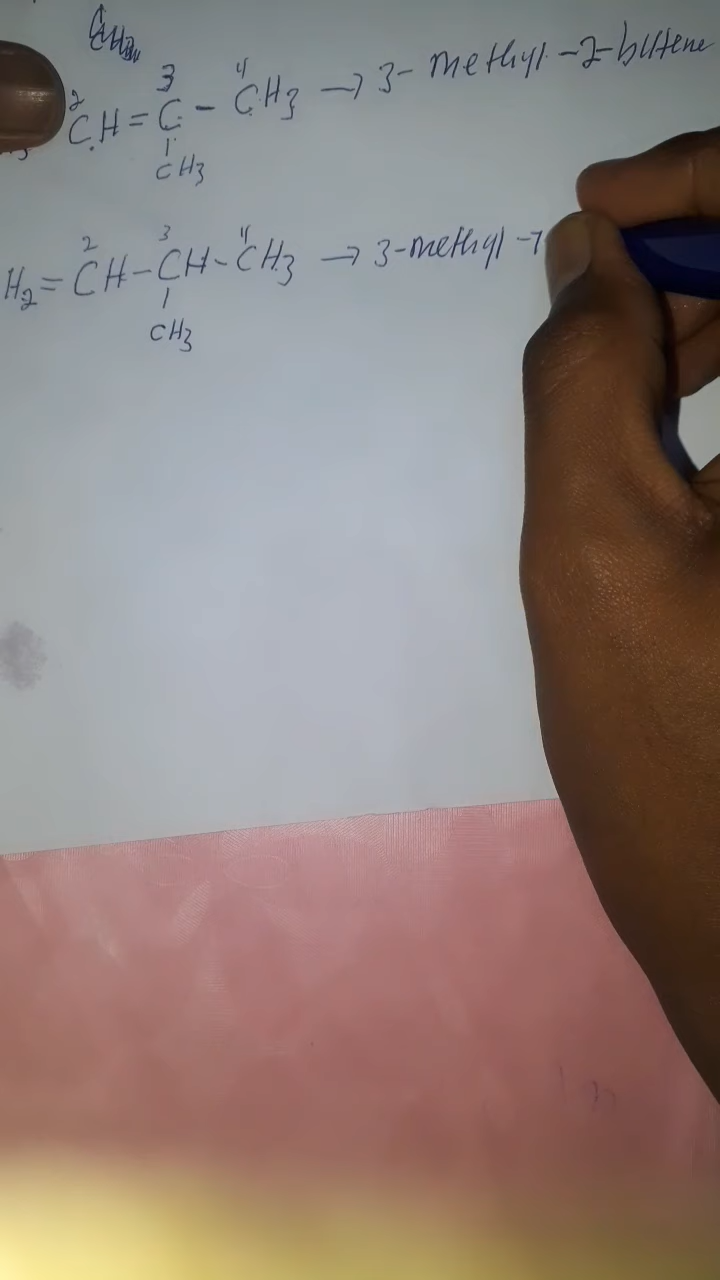 2 3 4
CH = C - CH3 → 3- methyl -2-butene
CH3
2 3 4
H2 = CH - CH - CH3 → 3-methyl -1
CH3